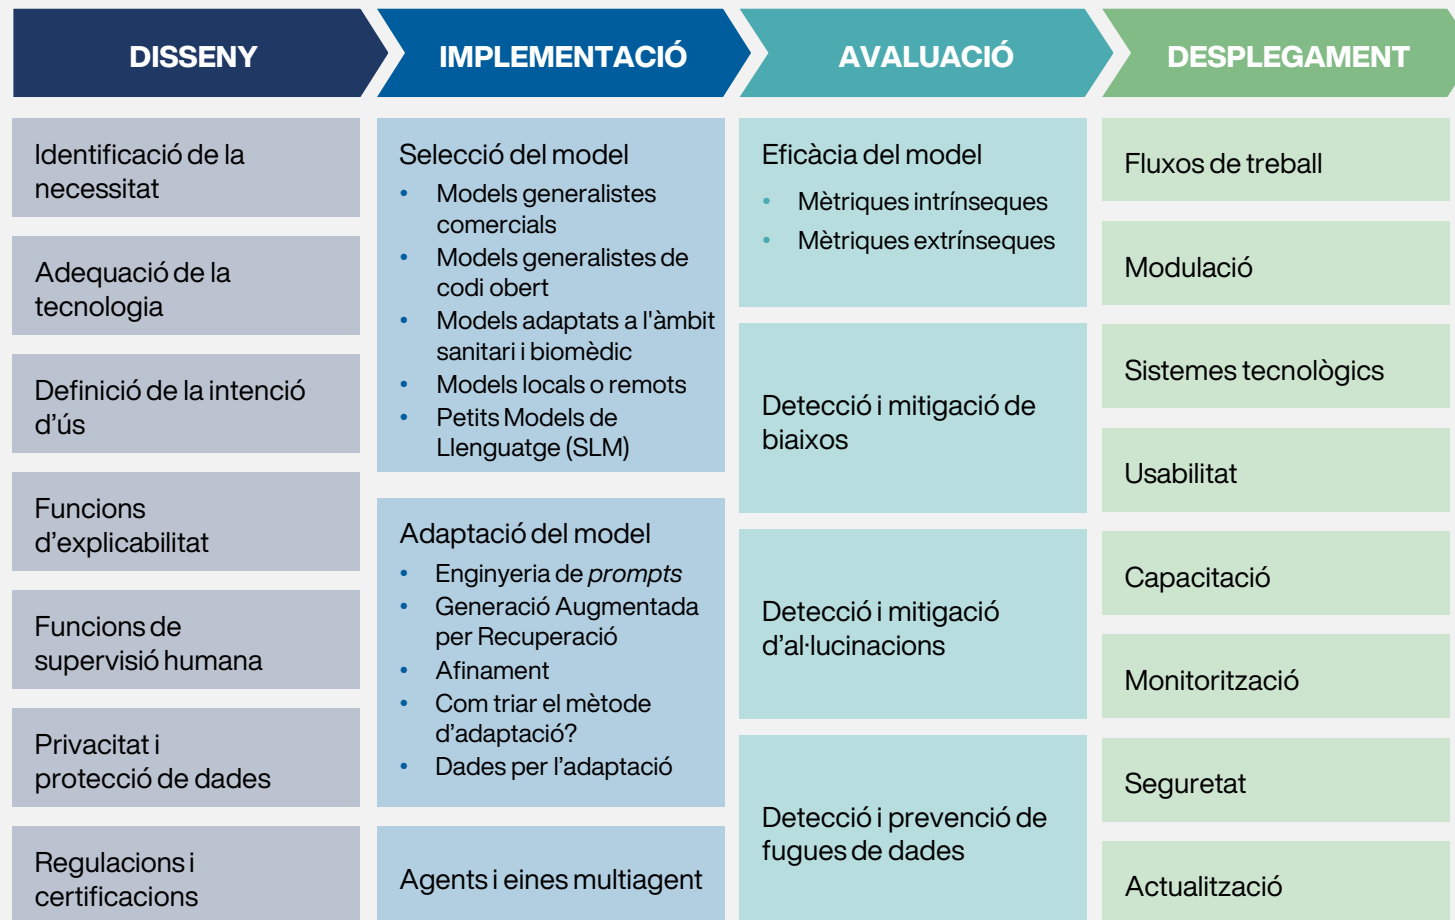 DISSENY
IMPLEMENTACIÓ
AVALUACIÓ
DESPLEGAMENT
Identificació de la
necessitat
Adequació de la
tecnologia
Definició de la intenció
d’ús
Funcions
d’explicabilitat
Funcions de
supervisió humana
Privacitat i
protecció de dades
Regulacions i
certificacions
Selecció del model
• Models generalistes
comercials
• Models generalistes de
codi obert
• Models adaptats a l'àmbit
sanitari i biomèdic
• Models locals o remots
• Petits Models de
Llenguatge (SLM)
Adaptació del model
• Enginyeria de prompts
• Generació Augmentada
per Recuperació
• Afinament
• Com triar el mètode
d’adaptació?
• Dades per l’adaptació
Agents i eines multiagent
Eficàcia del model
• Mètriques intrínseques
• Mètriques extrínseques
Detecció i mitigació de
biaixos
Detecció i mitigació
d’al·lucinacions
Detecció i prevenció de
fugues de dades
Fluxos de treball
Modulació
Sistemes tecnològics
Usabilitat
Capacitació
Monitorització
Seguretat
Actualització